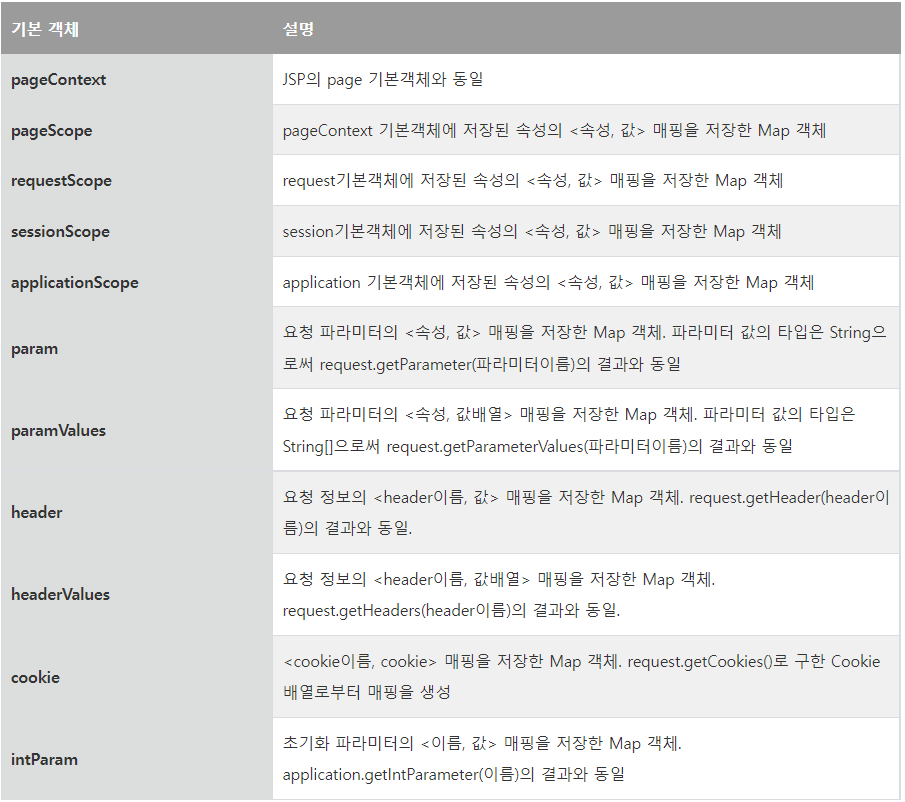 기본 객체 설명
pageContext JSP의 page 기본객체와 동일
pageScope pageContext 기본객체에 저장된 속성의 <속성, 값> 매핑을 저장한 Map 객체
requestScope request기본객체에 저장된 속성의 <속성, 값> 매핑을 저장한 Map 객체
sessionScope session기본객체에 저장된 속성의 <속성, 값> 매핑을 저장한 Map 객체
applicationScope application 기본객체에 저장된 속성의 <속성, 값> 매핑을 저장한 Map 객체
param
요청 파라미터의 <속성, 값> 매핑을 저장한 Map 객체. 파라미터 값의 타입은 String으
로써 request.getParameter(파라미터이름)의 결과와 동일
paramValues
요청 파라미터의 <속성, 값배열> 매핑을 저장한 Map 객체. 파라미터 값의 타입은
String[]으로써 request.getParameterValues(파라미터이름)의 결과와 동일
header
요청 정보의 <header이름, 값> 매핑을 저장한 Map 객체. request.getHeader(header이
름)의 결과와 동일.
headerValues
요청 정보의 <header이름, 값배열> 매핑을 저장한 Map 객체.
request.getHeaders(header이름)의 결과와 동일.
cookie
<cookie이름, cookie> 매핑을 저장한 Map 객체. request.getCookies()로 구한 Cookie
배열로부터 매핑을 생성
intParam
초기화 파라미터의 <이름, 값> 매핑을 저장한 Map 객체.
application.getIntParameter(이름)의 결과와 동일